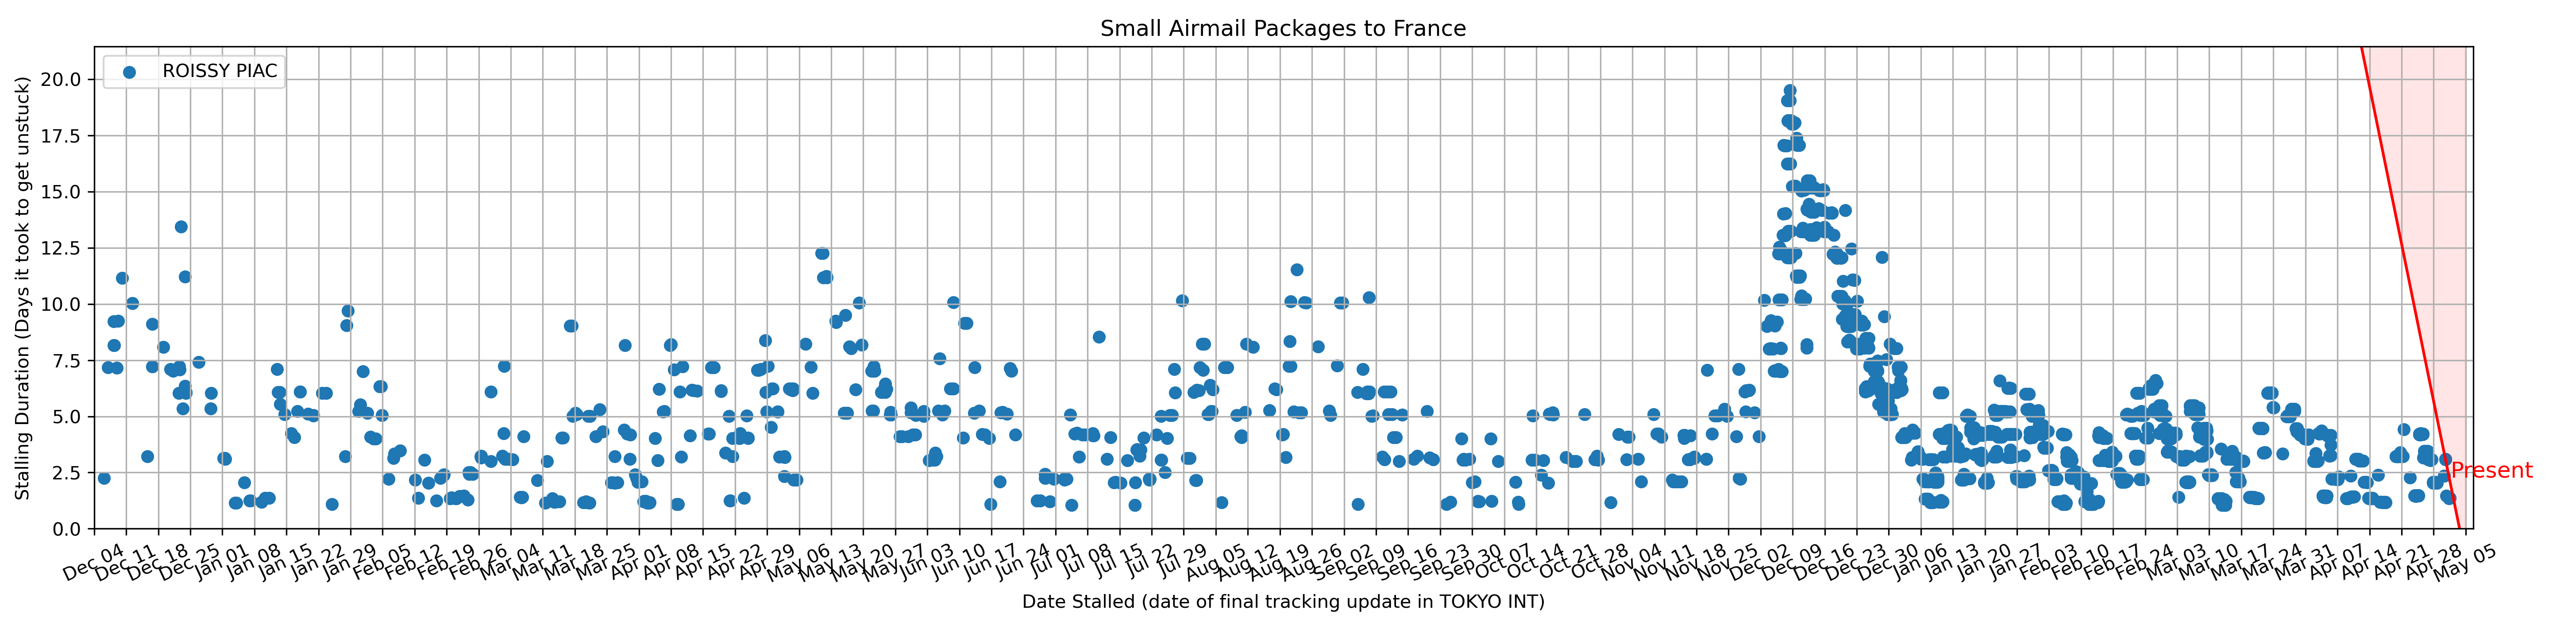 Small Airmail Packages to France
ROISSY PIAC
Stalling Duration (Days it took to get unstuck)
20.0
17.5
15.0
12.5
10.0
7.5
5.0
2.5
0.0
Present
Dec 04 Dec 11 Dec 18 Dec 25 Jan 01 Jan 08 Jan 15 Jan 22 Jan 29 Feb 05 Feb 12 Feb 19 Feb 26 Mar 04 Mar 11 Mar 18 Mar 25 Apr 01 Apr 08 Apr 15 Apr 22 Apr 29 May 06 May 13 May 20 May 27 Jun 03 Jun 10 Jun 17 Jun 24 Jul 01 Jul 08 Jul 15 Jul 22 Jul 29 Aug 05 Aug 12 Aug 19 Aug 26 Sep 02 Sep 09 Sep 16 Sep 23 Sep 30 Oct 07 Oct 14 Oct 21 Oct 28 Nov 04 Nov 11 Nov 18 Nov 25 Dec 02 Dec 09 Dec 16 Dec 23 Dec 30 Jan 06 Jan 13 Jan 20 Jan 27 Feb 03 Feb 10 Feb 17 Feb 24 Mar 03 Mar 10 Mar 17 Mar 24 Mar 31 Apr 07 Apr 14 Apr 21 Apr 28 May 05
Date Stalled (date of final tracking update in TOKYO INT)